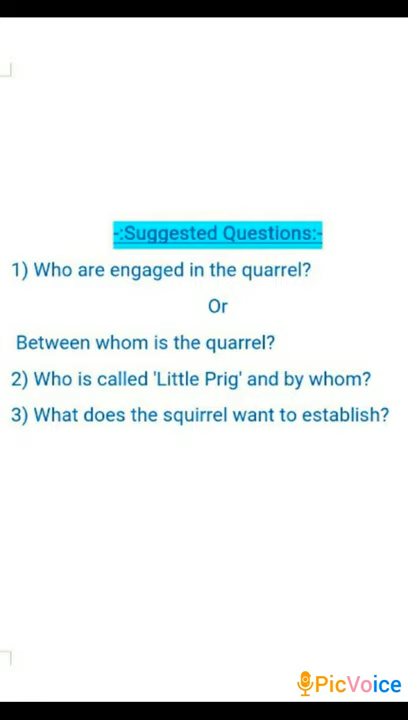 -:Suggested Questions:-
1) Who are engaged in the quarrel?
Or
Between whom is the quarrel?
2) Who is called 'Little Prig' and by whom?
3) What does the squirrel want to establish?
PicVoice